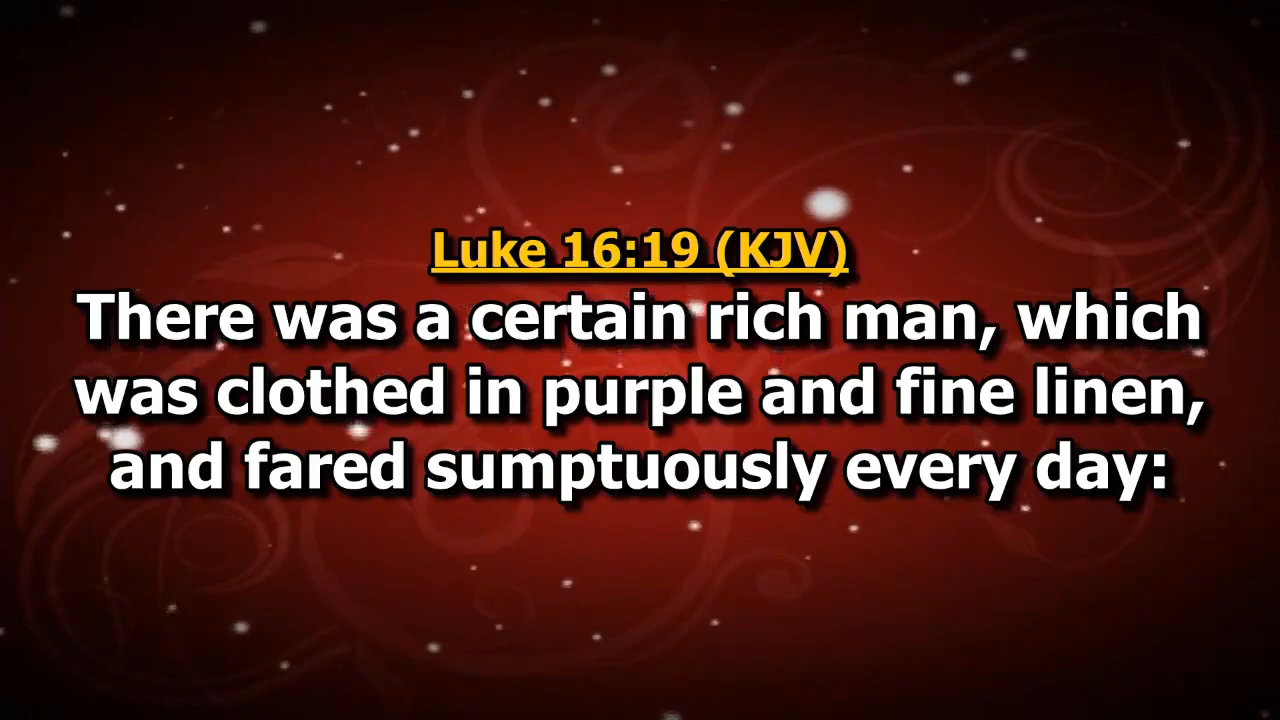 Luke 16:19 (KJV)
There was a certain rich man, which
was clothed in purple and fine linen,
and fared sumptuously every day: